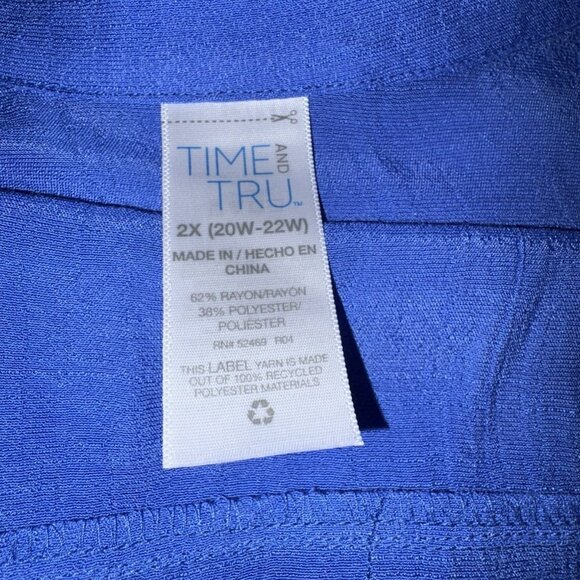 TIME AND
TRU™
2X (20W-22W)
MADE IN / HECHO EN
CHINA
62% RAYON/RAYÓN
38% POLYESTER/
POLIÉSTER
RN# 52469 R04
THIS LABEL YARN IS MADE
OUT OF 100% RECYCLED
POLYESTER MATERIALS